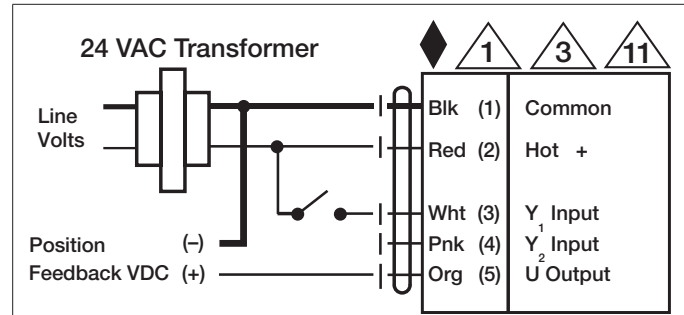 24 VAC Transformer
1 3 11
Line
Volts
Blk (1) Common
Red (2) Hot +
Wht (3) Y1 Input
Pnk (4) Y2 Input
Org (5) U Output
Position (–)
Feedback VDC (+)